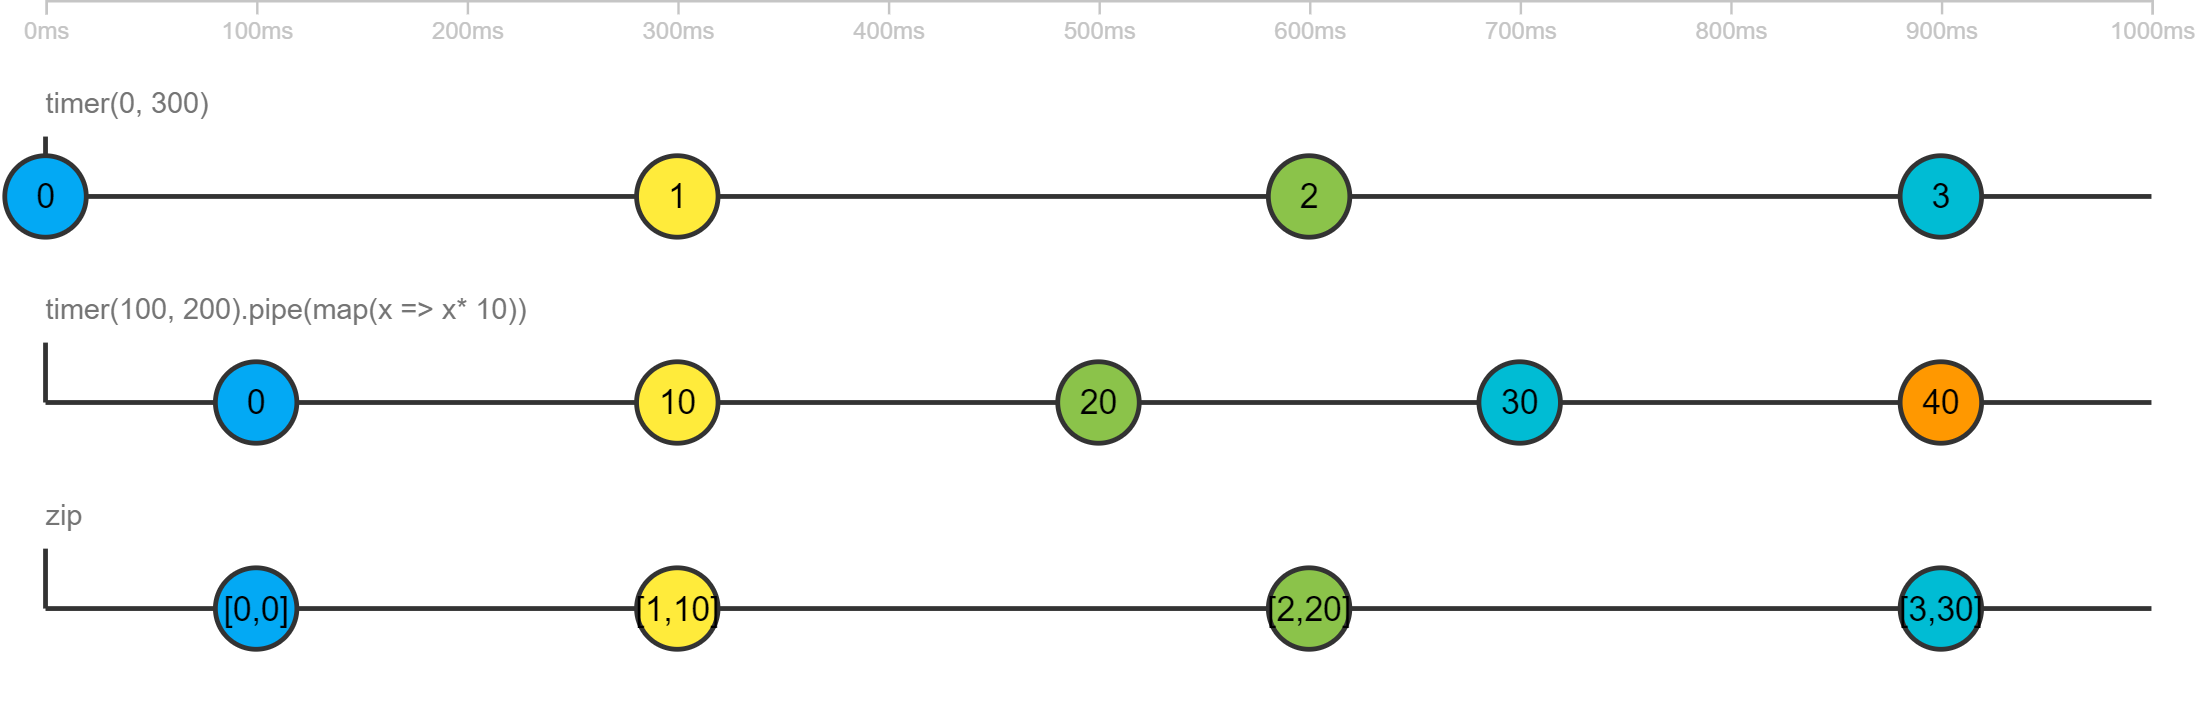 0ms 100ms 200ms 300ms 400ms 500ms 600ms 700ms 800ms 900ms 1000ms
timer(0, 300)
0 1 2 3
timer(100, 200).pipe(map(x => x* 10))
0 10 20 30 40
zip
[0,0] [1,10] [2,20] [3,30]